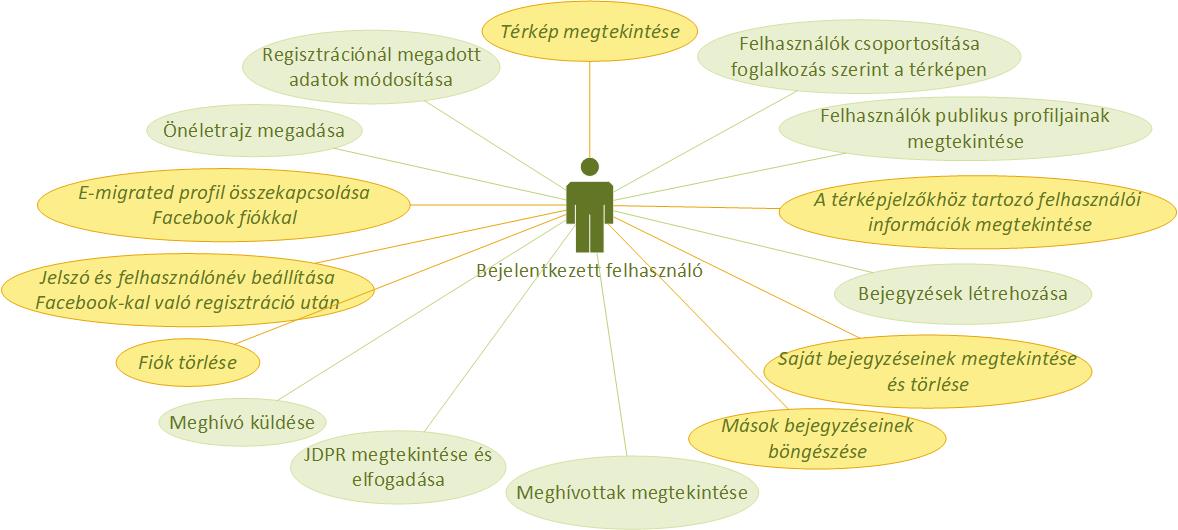 Térkép megtekintése
Regisztrációnál megadott
adatok módosítása
Felhasználók csoportosítása
foglalkozás szerint a térképen
Önéletrajz megadása
Felhasználók publikus profiljainak
megtekintése
E-migrated profil összekapcsolása
Facebook fiókkal
A térképjelzőkhöz tartozó felhasználói
információk megtekintése
Bejelentkezett felhasználó
Jelszó és felhasználónév beállítása
Facebook-kal való regisztráció után
Bejegyzések létrehozása
Fiók törlése
Saját bejegyzéseinek megtekintése
és törlése
Meghívó küldése
Mások bejegyzéseinek
böngészése
JDPR megtekintése és
elfogadása
Meghívottak megtekintése